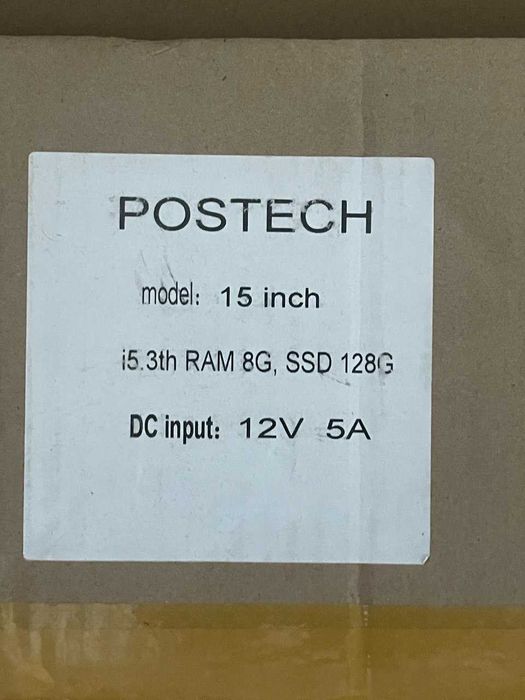 POSTECH
model: 15 inch
i5.3th RAM 8G, SSD 128G
DC input: 12V 5A